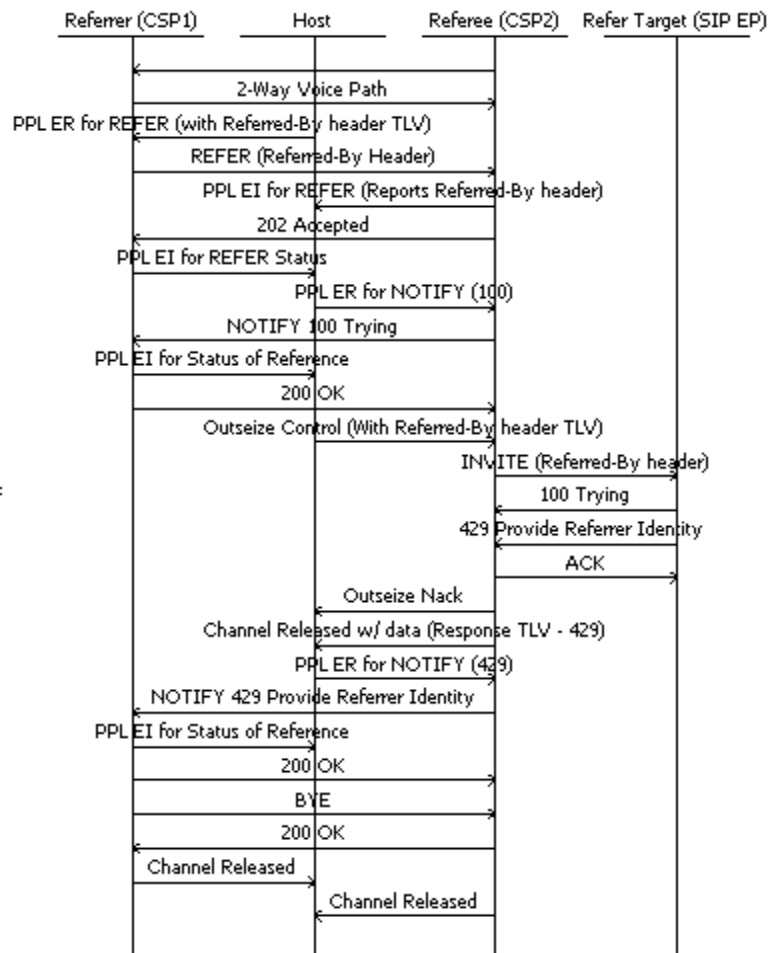 Referrer (CSP1) Host Referee (CSP2) Refer Target (SIP EP)
2-Way Voice Path
PPL ER for REFER (with Referred-By header TLV)
REFER (Referred-By Header)
PPL EI for REFER (Reports Referred-By header)
202 Accepted
PPL EI for REFER Status
PPL ER for NOTIFY (100)
NOTIFY 100 Trying
PPL EI for Status of Reference
200 OK
Outseize Control (With Referred-By header TLV)
INVITE (Referred-By header)
100 Trying
429 Provide Referrer Identity
ACK
Outseize Nack
Channel Released w/ data (Response TLV - 429)
PPL ER for NOTIFY (429)
NOTIFY 429 Provide Referrer Identity
PPL EI for Status of Reference
200 OK
BYE
200 OK
Channel Released
Channel Released